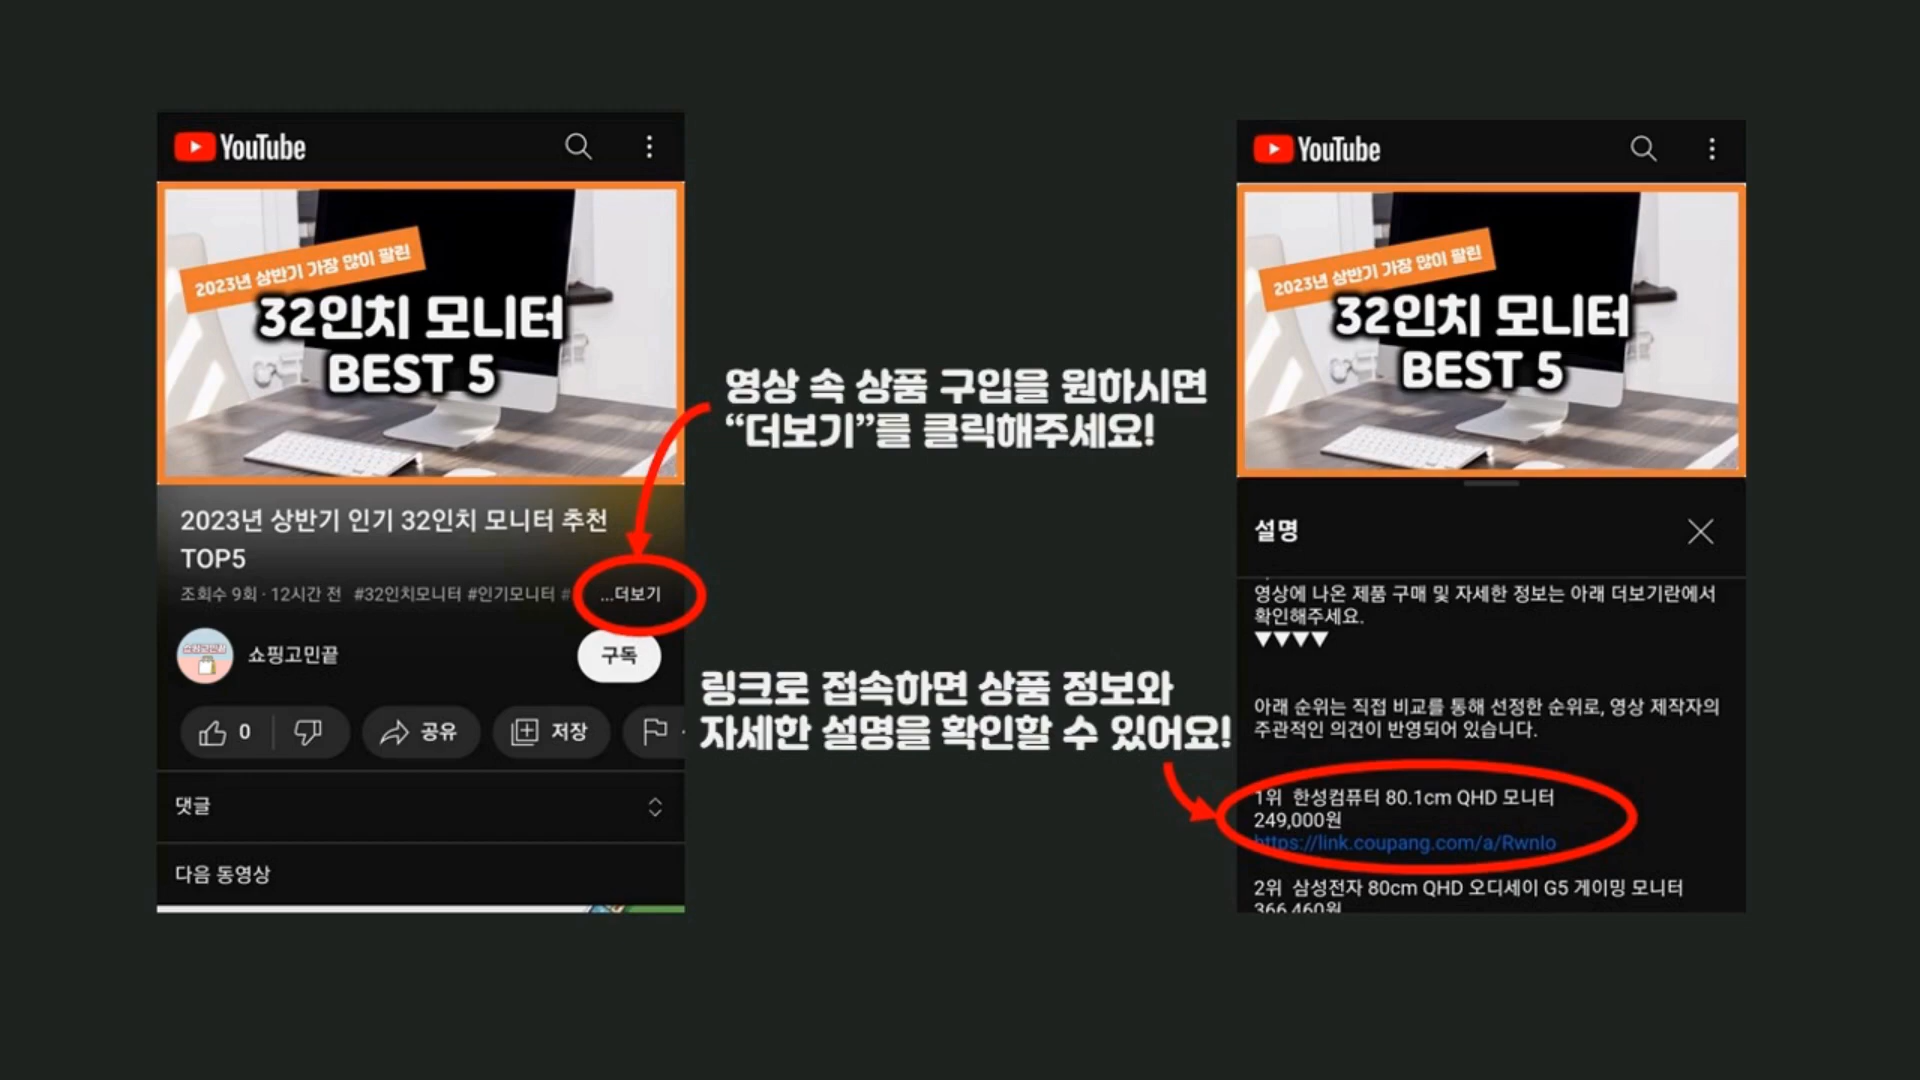 YouTube
2023년 상반기 가장 많이 팔린
32인치 모니터
BEST 5
2023년 상반기 인기 32인치 모니터 추천
TOP5
조회수 9회 · 12시간 전 #32인치모니터 #인기모니터 # ...더보기
쇼핑고민끝
쇼핑고민끝
구독
0
공유
저장
댓글
다음 동영상
영상 속 상품 구입을 원하시면
“더보기”를 클릭해주세요!
링크로 접속하면 상품 정보와
자세한 설명을 확인할 수 있어요!
YouTube
2023년 상반기 가장 많이 팔린
32인치 모니터
BEST 5
설명
영상에 나온 제품 구매 및 자세한 정보는 아래 더보기란에서
확인해주세요.
▼▼▼▼
아래 순위는 직접 비교를 통해 선정한 순위로, 영상 제작자의
주관적인 의견이 반영되어 있습니다.
1위 한성컴퓨터 80.1cm QHD 모니터
249,000원
https://link.coupang.com/a/Rwnlo
2위 삼성전자 80cm QHD 오디세이 G5 게이밍 모니터
366,460원